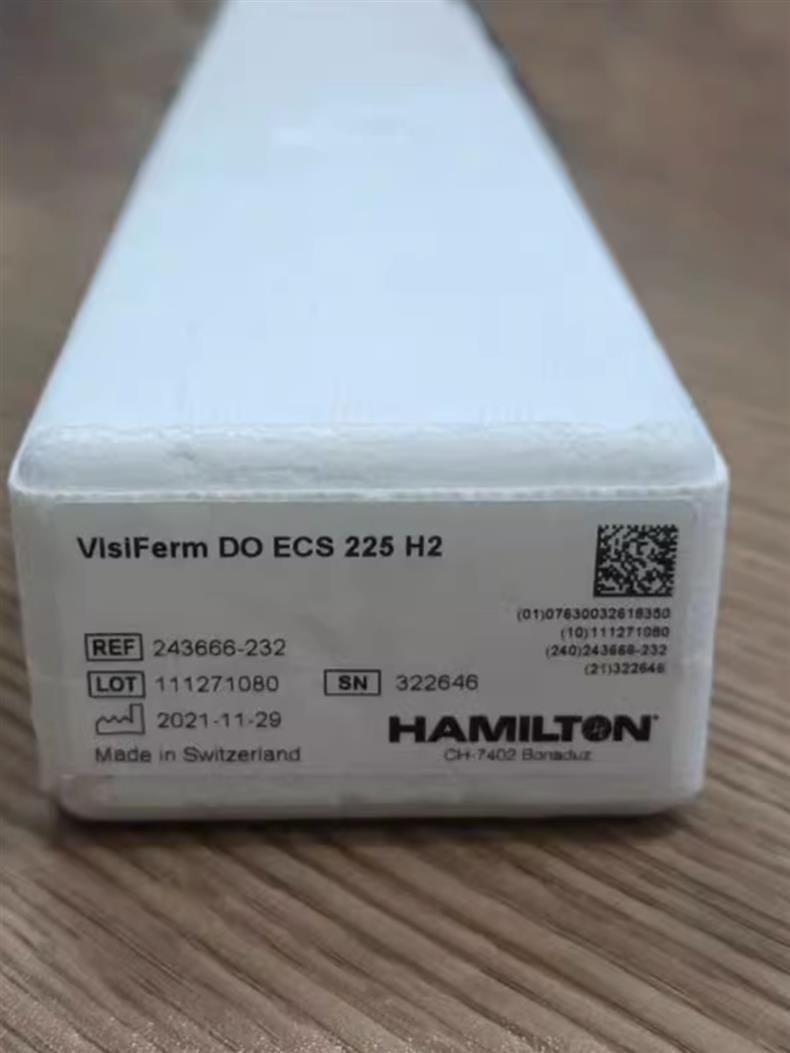 VisiFerm DO ECS 225 H2
(01)07630032618350
(10)111271080
(240)243666-232
(21)322646
REF 243666-232
LOT 111271080 SN 322646
2021-11-29
Made in Switzerland
HAMILTON
CH-7402 Bonaduz